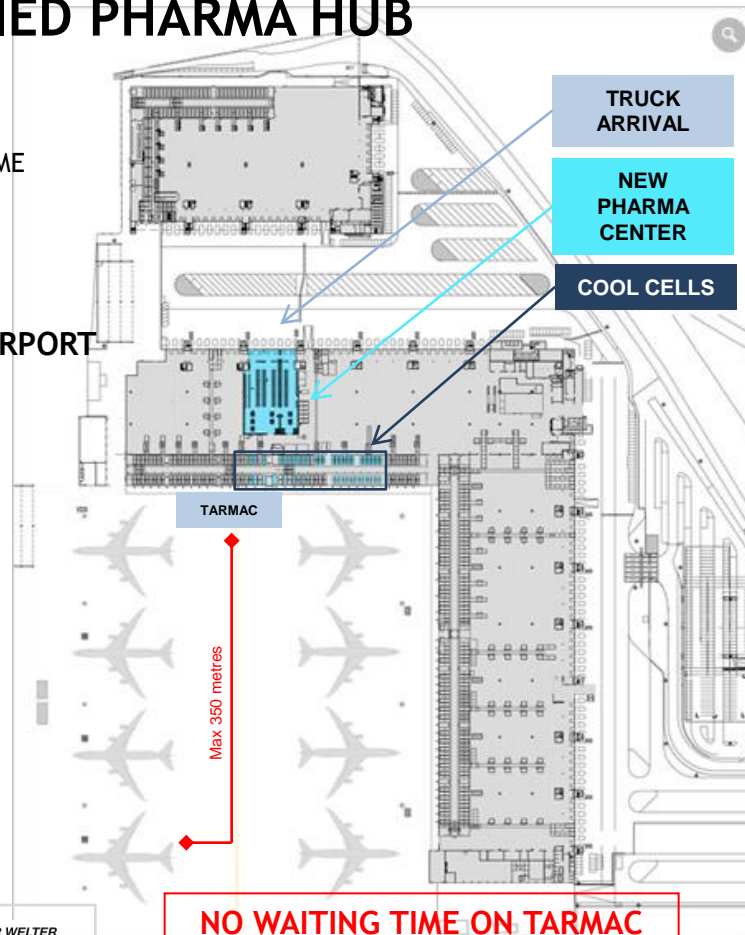 IED PHARMA HUB
TRUCK
ARRIVAL
ME
NEW
PHARMA
CENTER
COOL CELLS
RPORT
TARMAC
Max 350 metres
NO WAITING TIME ON TARMAC
WELTER